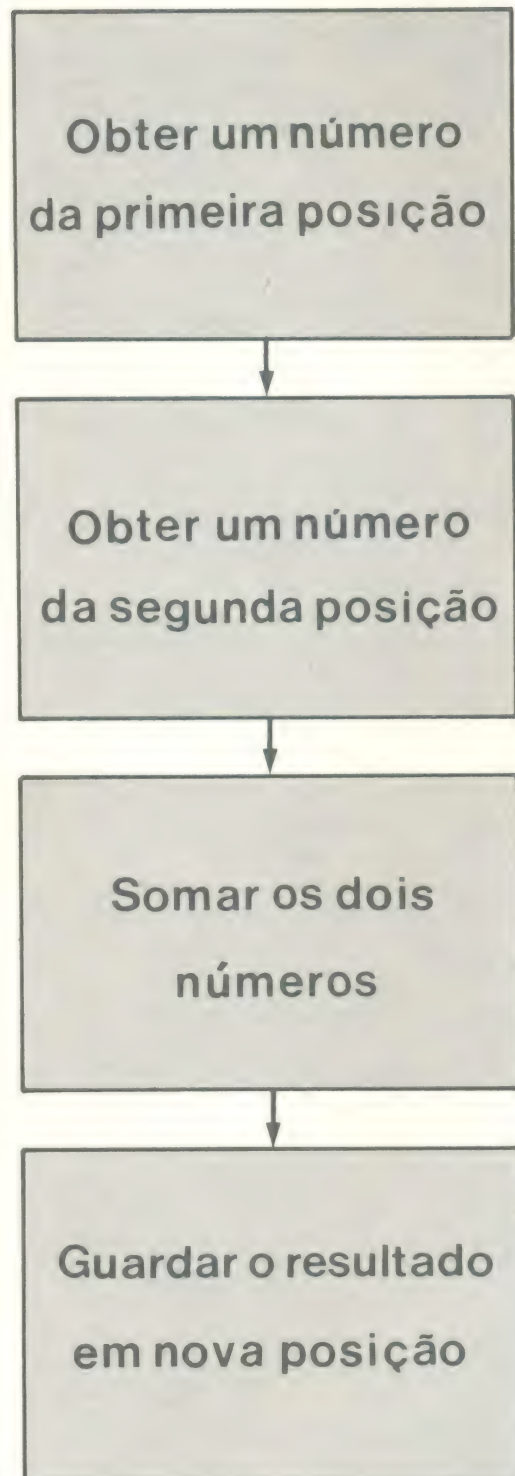 Obter um número
da primeira posição
Obter um número
da segunda posição
Somar os dois
números
Guardar o resultado
em nova posição